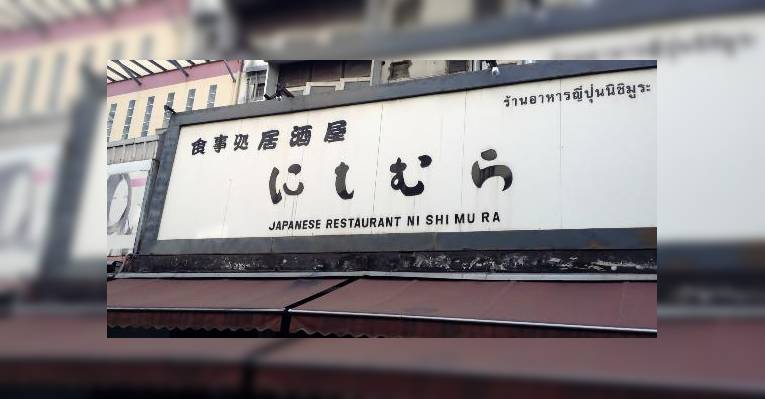 ร้านอาหารญี่ปุ่นนิชิมูระ
食事処 居酒屋
にしむら
JAPANESE RESTAURANT NI SHI MU RA